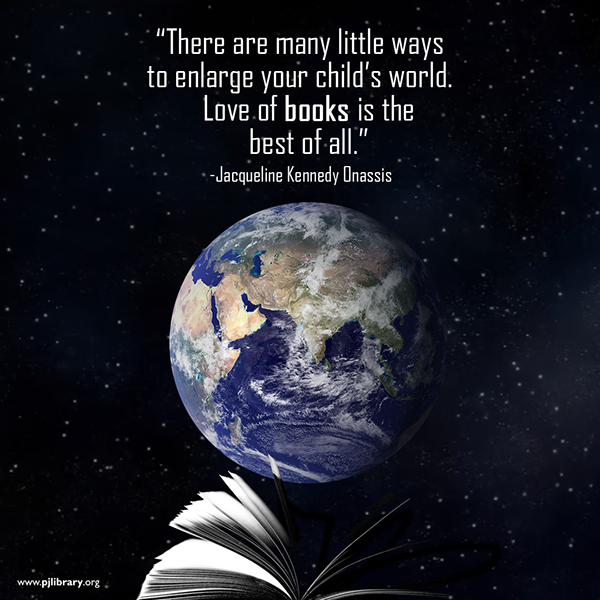 “There are many little ways
to enlarge your child’s world.
Love of books is the
best of all.”
-Jacqueline Kennedy Onassis
www.pjlibrary.org